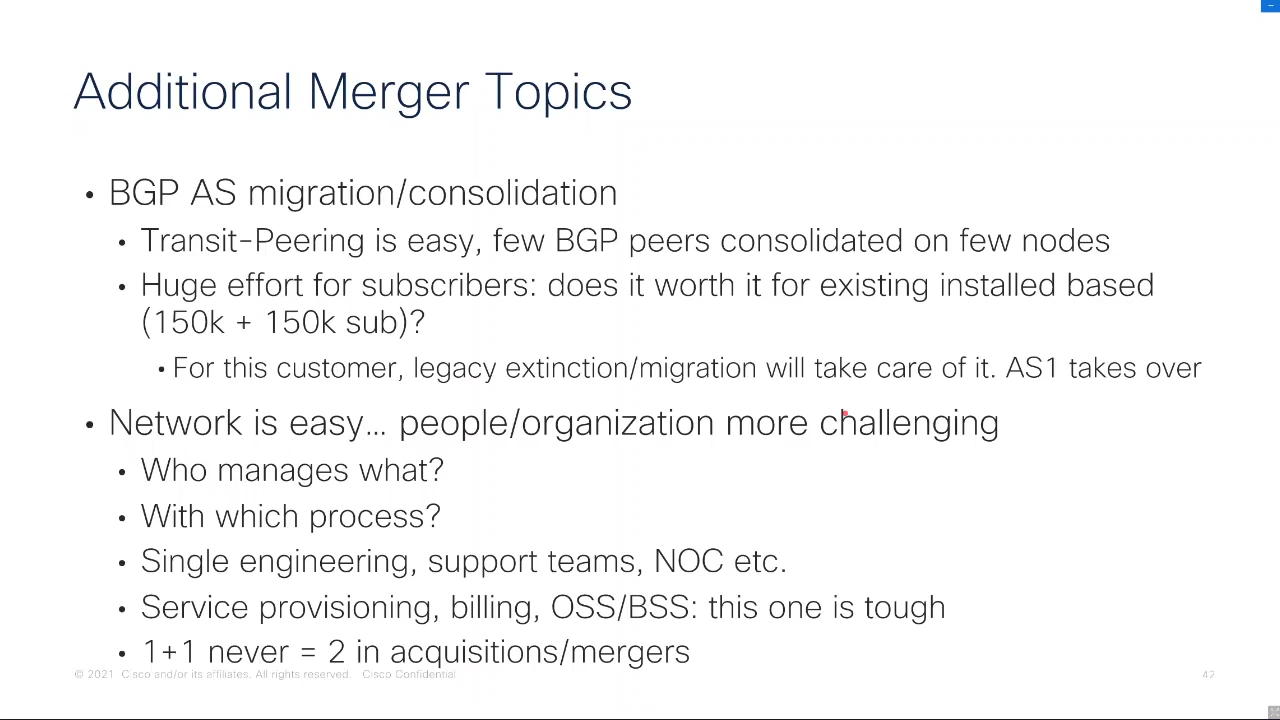 Additional Merger Topics
• BGP AS migration/consolidation
• Transit-Peering is easy, few BGP peers consolidated on few nodes
• Huge effort for subscribers: does it worth it for existing installed based
(150k + 150k sub)?
• For this customer, legacy extinction/migration will take care of it. AS1 takes over
• Network is easy... people/organization more challenging
• Who manages what?
• With which process?
• Single engineering, support teams, NOC etc.
• Service provisioning, billing, OSS/BSS: this one is tough
• 1+1 never = 2 in acquisitions/mergers
© 2021 Cisco and/or its affiliates. All rights reserved. Cisco Confidential
42